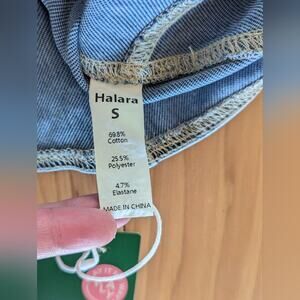 Halara
S
69.8%
Cotton
25.5%
Polyester
4.7%
Elastane
MADE IN CHINA